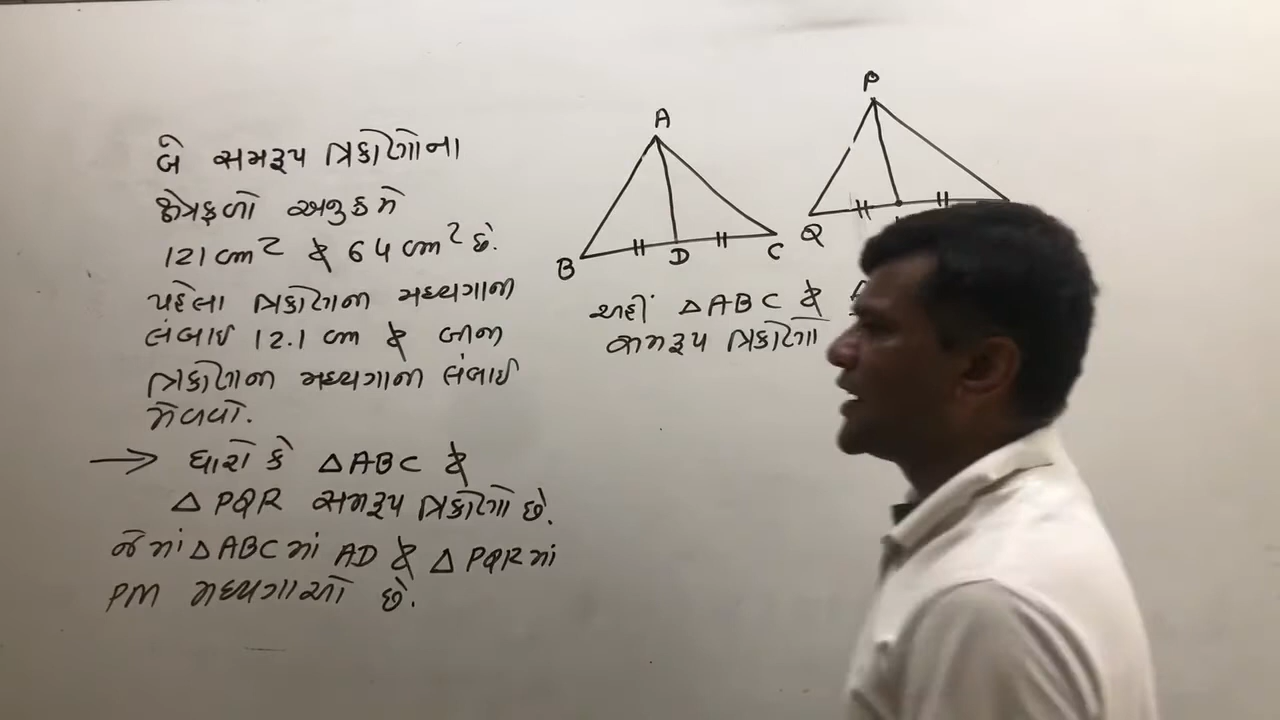 બે સમરૂપ ત્રિકોણોના
ક્ષેત્રફળો અનુક્રમે
121 cm² & 64 cm² છે.
પહેલા ત્રિકોણના મધ્યગાની
લંબાઈ 12.1 cm & બીજા
ત્રિકોણના મધ્યગાની લંબાઈ
મેળવો.
→ ધારો કે △ABC &
△PQR સમરૂપ ત્રિકોણો છે.
જેમાં △ABC માં AD & △PQR માં
PM મધ્યગાઓ છે.
A
B
D
C
P
Q
અહીં △ABC &
સમરૂપ ત્રિકોણો